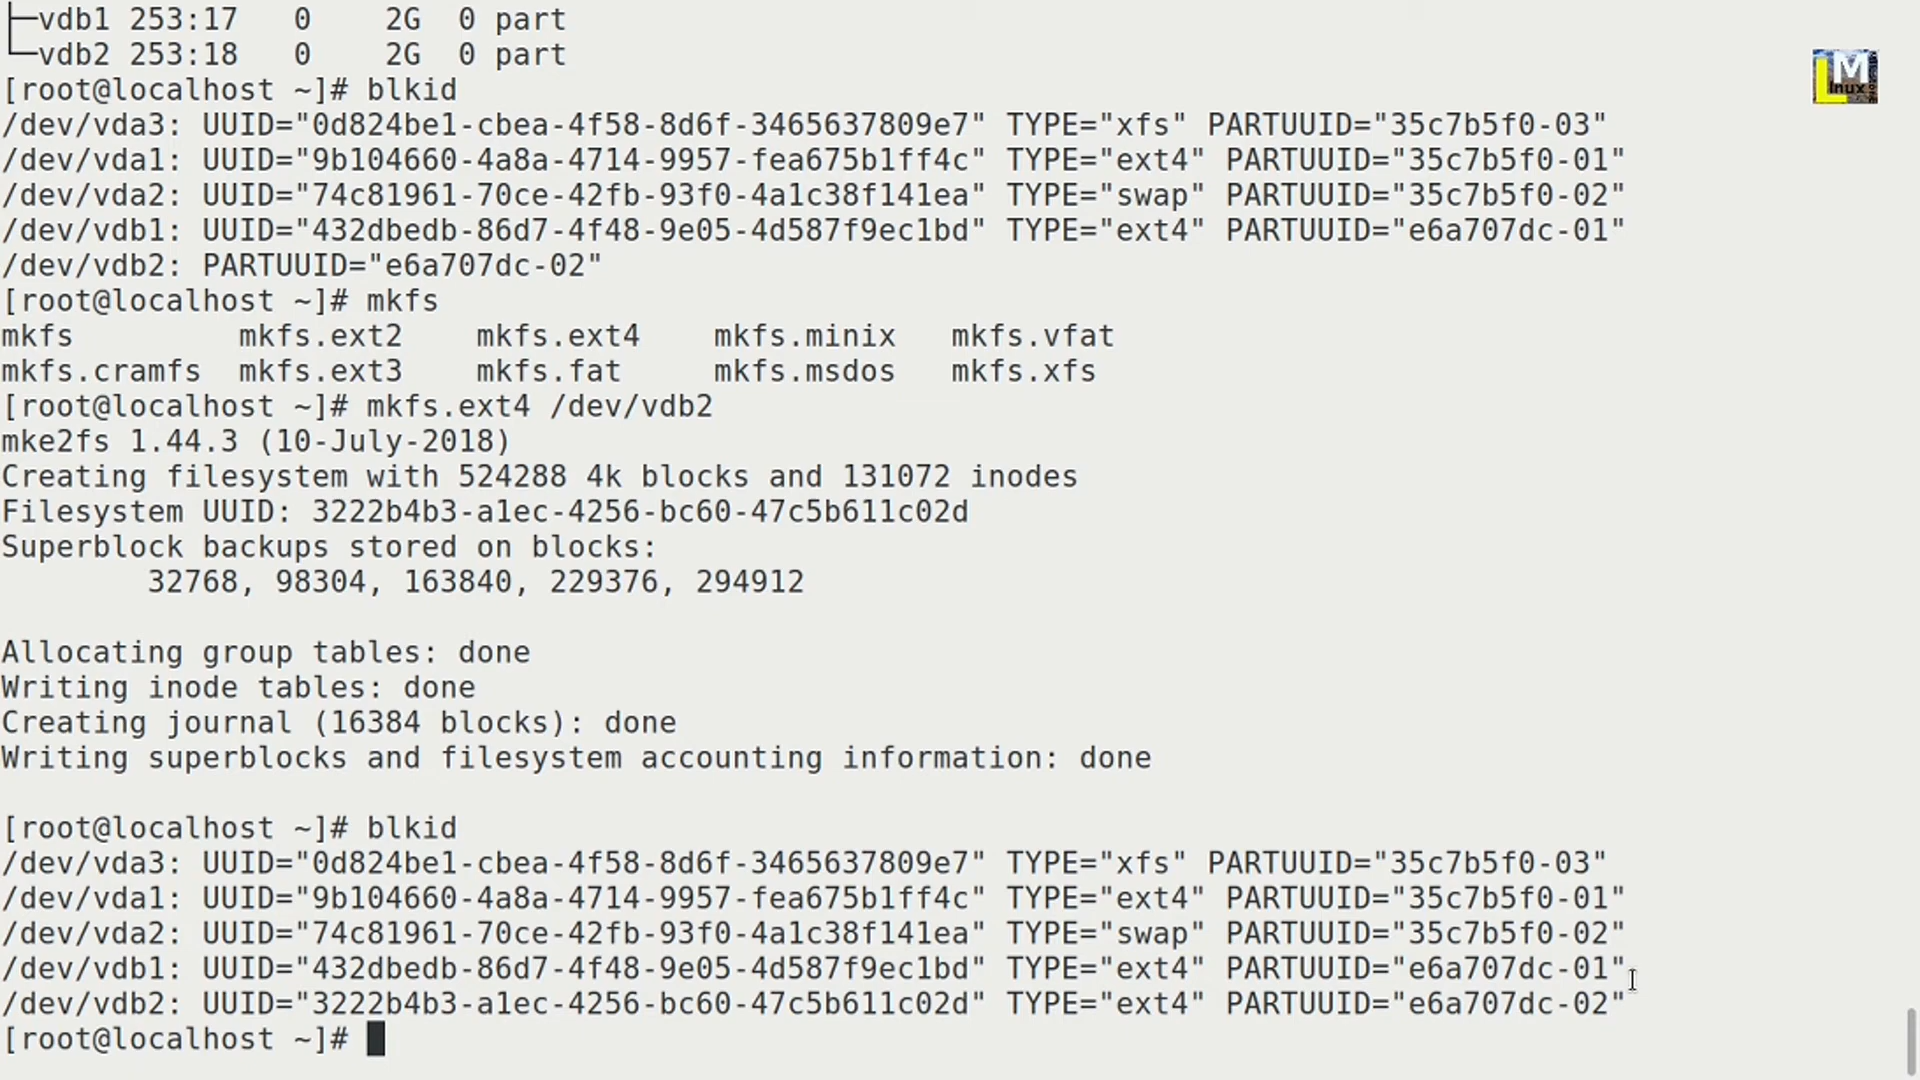 ├─vdb1 253:17   0     2G  0 part
└─vdb2 253:18   0     2G  0 part
[root@localhost ~]# blkid
/dev/vda3: UUID="0d824be1-cbea-4f58-8d6f-3465637809e7" TYPE="xfs" PARTUUID="35c7b5f0-03"
/dev/vda1: UUID="9b104660-4a8a-4714-9957-fea675b1ff4c" TYPE="ext4" PARTUUID="35c7b5f0-01"
/dev/vda2: UUID="74c81961-70ce-42fb-93f0-4a1c38f141ea" TYPE="swap" PARTUUID="35c7b5f0-02"
/dev/vdb1: UUID="432dbedb-86d7-4f48-9e05-4d587f9ec1bd" TYPE="ext4" PARTUUID="e6a707dc-01"
/dev/vdb2: PARTUUID="e6a707dc-02"
[root@localhost ~]# mkfs
mkfs         mkfs.ext2    mkfs.ext4    mkfs.minix   mkfs.vfat
mkfs.cramfs  mkfs.ext3    mkfs.fat     mkfs.msdos   mkfs.xfs
[root@localhost ~]# mkfs.ext4 /dev/vdb2
mke2fs 1.44.3 (10-July-2018)
Creating filesystem with 524288 4k blocks and 131072 inodes
Filesystem UUID: 3222b4b3-a1ec-4256-bc60-47c5b611c02d
Superblock backups stored on blocks:
        32768, 98304, 163840, 229376, 294912
Allocating group tables: done
Writing inode tables: done
Creating journal (16384 blocks): done
Writing superblocks and filesystem accounting information: done
[root@localhost ~]# blkid
/dev/vda3: UUID="0d824be1-cbea-4f58-8d6f-3465637809e7" TYPE="xfs" PARTUUID="35c7b5f0-03"
/dev/vda1: UUID="9b104660-4a8a-4714-9957-fea675b1ff4c" TYPE="ext4" PARTUUID="35c7b5f0-01"
/dev/vda2: UUID="74c81961-70ce-42fb-93f0-4a1c38f141ea" TYPE="swap" PARTUUID="35c7b5f0-02"
/dev/vdb1: UUID="432dbedb-86d7-4f48-9e05-4d587f9ec1bd" TYPE="ext4" PARTUUID="e6a707dc-01"
/dev/vdb2: UUID="3222b4b3-a1ec-4256-bc60-47c5b611c02d" TYPE="ext4" PARTUUID="e6a707dc-02"
[root@localhost ~]#
M
Linux